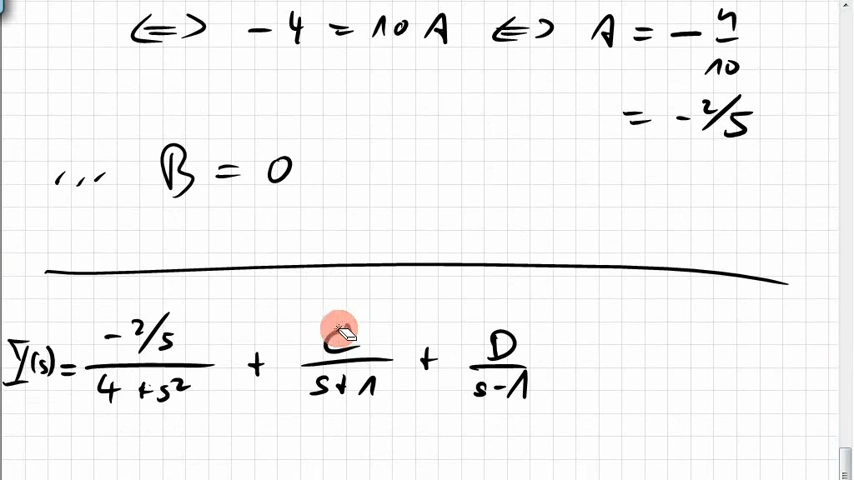 ⇔ -4 = 10 A ⇔ A = - 4/10
= - 2/5
... B = 0
Y(s) = (-2/5)/(4 + s²) + C/(s+1) + D/(s-1)